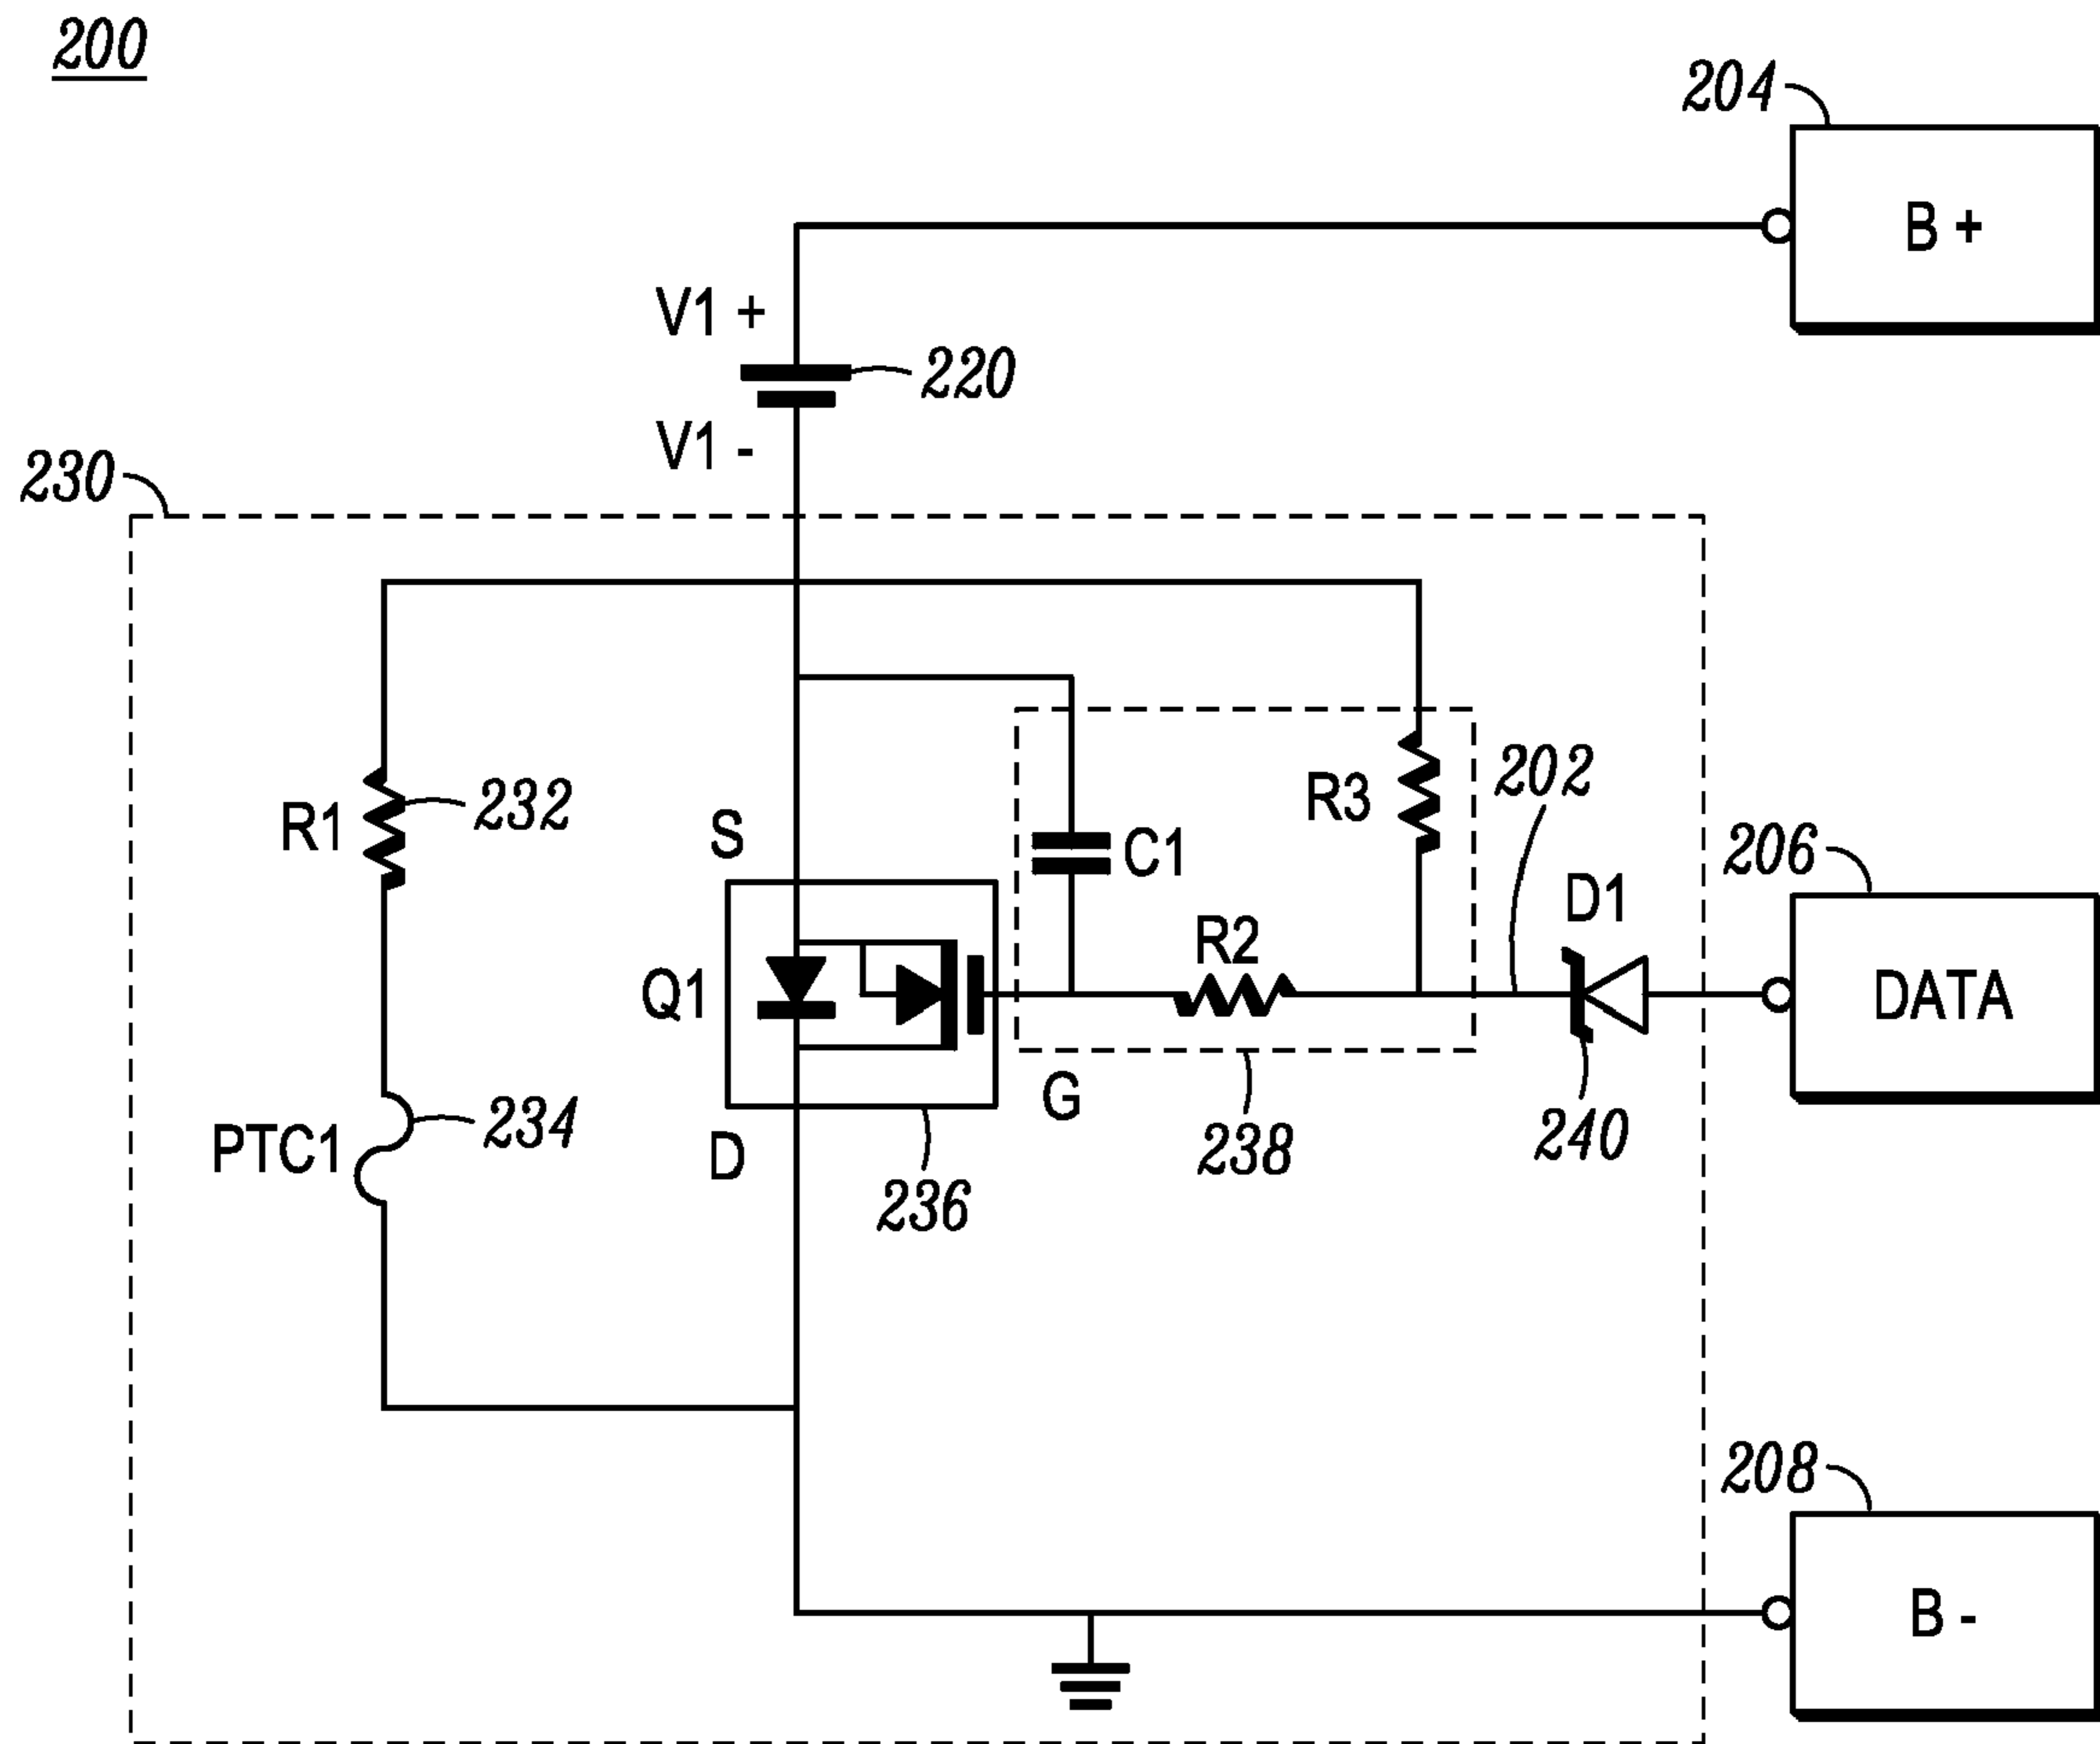 200
204
B +
V1 +
220
V1 -
230
R1
232
S
C1
R3
202
206
D1
DATA
Q1
R2
G
240
PTC1
234
D
238
236
208
B -